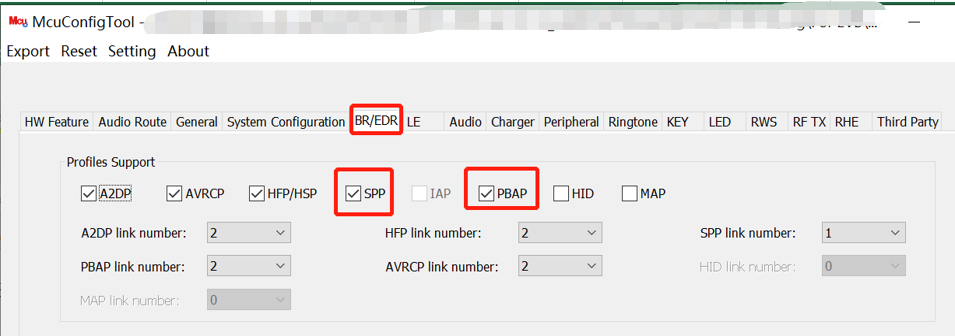 Mcu McuConfigTool -
Export Reset Setting About
HW Feature Audio Route General System Configuration BR/EDR LE Audio Charger Peripheral Ringtone KEY LED RWS RF TX RHE Third Party
Profiles Support
A2DP AVRCP HFP/HSP SPP IAP PBAP HID MAP
A2DP link number: 2 HFP link number: 2 SPP link number: 1
PBAP link number: 2 AVRCP link number: 2 HID link number: 0
MAP link number: 0